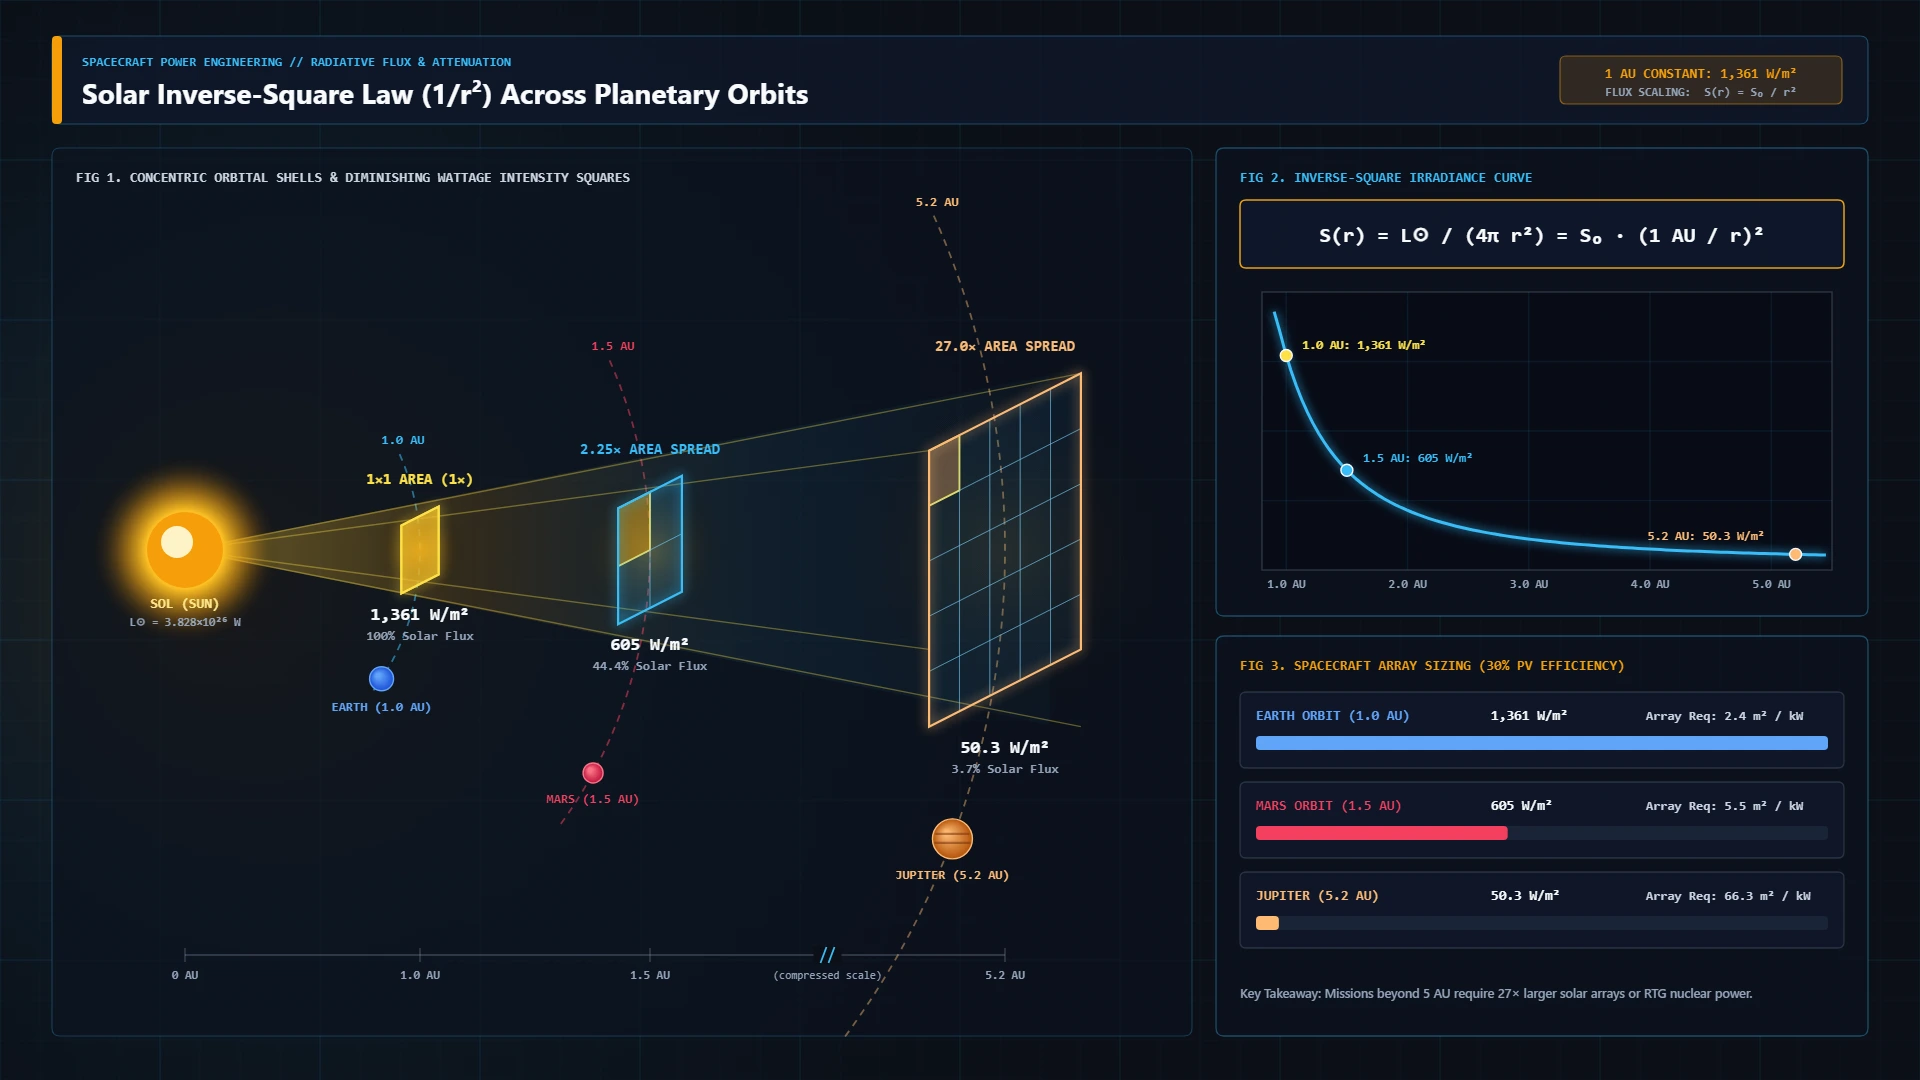 SPACECRAFT POWER ENGINEERING // RADIATIVE FLUX & ATTENUATION
Solar Inverse-Square Law (1/r²) Across Planetary Orbits
1 AU CONSTANT: 1,361 W/m²
FLUX SCALING: S(r) = S₀ / r²
FIG 1. CONCENTRIC ORBITAL SHELLS & DIMINISHING WATTAGE INTENSITY SQUARES
5.2 AU
1.5 AU
27.0× AREA SPREAD
1.0 AU
2.25× AREA SPREAD
1×1 AREA (1×)
SOL (SUN)
L☉ = 3.828×10²⁶ W
1,361 W/m²
100% Solar Flux
605 W/m²
44.4% Solar Flux
EARTH (1.0 AU)
50.3 W/m²
3.7% Solar Flux
MARS (1.5 AU)
JUPITER (5.2 AU)
0 AU
1.0 AU
1.5 AU
//
(compressed scale)
5.2 AU
FIG 2. INVERSE-SQUARE IRRADIANCE CURVE
S(r) = L☉ / (4π r²) = S₀ · (1 AU / r)²
1.0 AU: 1,361 W/m²
1.5 AU: 605 W/m²
5.2 AU: 50.3 W/m²
1.0 AU
2.0 AU
3.0 AU
4.0 AU
5.0 AU
FIG 3. SPACECRAFT ARRAY SIZING (30% PV EFFICIENCY)
EARTH ORBIT (1.0 AU)
1,361 W/m²
Array Req: 2.4 m² / kW
MARS ORBIT (1.5 AU)
605 W/m²
Array Req: 5.5 m² / kW
JUPITER (5.2 AU)
50.3 W/m²
Array Req: 66.3 m² / kW
Key Takeaway: Missions beyond 5 AU require 27× larger solar arrays or RTG nuclear power.